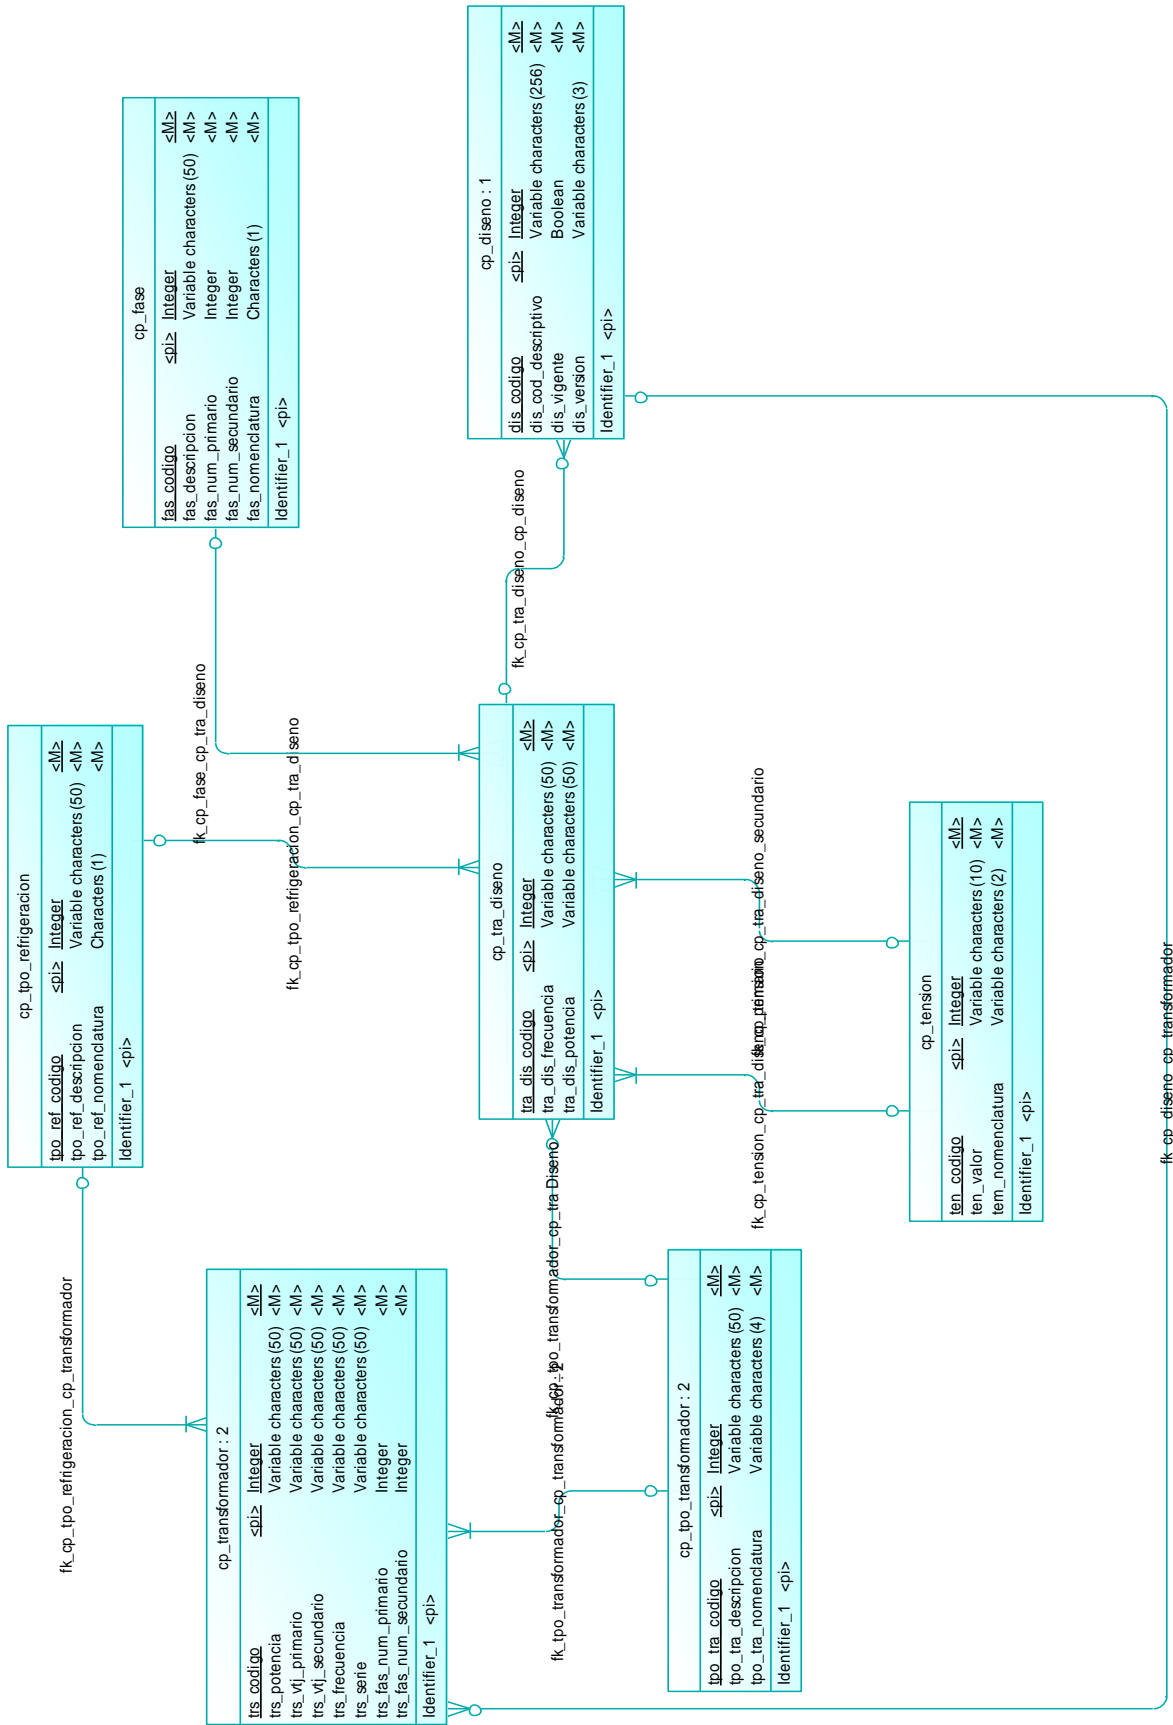 cp_tpo_refrigeracion
tpo_ref_codigo <pi> Integer <M>
tpo_ref_descripcion Variable characters (50) <M>
tpo_ref_nomenclatura Characters (1) <M>
Identifier_1 <pi>
cp_fase
fas_codigo <pi> Integer <M>
fas_descripcion Variable characters (50) <M>
fas_num_primario Integer <M>
fas_num_secundario Integer <M>
fas_nomenclatura Characters (1) <M>
Identifier_1 <pi>
fk_cp_tpo_refrigeracion_cp_transformador
fk_cp_fase_cp_tra_diseno
fk_cp_tpo_refrigeracion_cp_tra_diseno
cp_transformador : 2
trs_codigo <pi> Integer <M>
trs_potencia Variable characters (50) <M>
trs_vtj_primario Variable characters (50) <M>
trs_vtj_secundario Variable characters (50) <M>
trs_frecuencia Variable characters (50) <M>
trs_serie Variable characters (50) <M>
trs_fas_num_primario Integer <M>
trs_fas_num_secundario Integer <M>
Identifier_1 <pi>
cp_tra_diseno
tra_dis_codigo <pi> Integer <M>
tra_dis_frecuencia Variable characters (50) <M>
tra_dis_potencia Variable characters (50) <M>
Identifier_1 <pi>
cp_diseno : 1
dis_codigo <pi> Integer <M>
dis_cod_descriptivo Variable characters (256) <M>
dis_vigente Boolean <M>
dis_version Variable characters (3) <M>
Identifier_1 <pi>
fk_cp_tra_diseno_cp_diseno
fk_cp_tpo_transformador_cp_tra Diseno
fk_tpo_transformador_cp_transformador : 2
cp_tpo_transformador : 2
tpo_tra_codigo <pi> Integer <M>
tpo_tra_descripcion Variable characters (50) <M>
tpo_tra_nomenclatura Variable characters (4) <M>
Identifier_1 <pi>
cp_tra_diseno_secundario
fk_cp_tension_cp_tra_diseno_primario
cp_tension
ten_codigo <pi> Integer <M>
ten_valor Variable characters (10) <M>
tem_nomenclatura Variable characters (2) <M>
Identifier_1 <pi>
fk_cp_diseno_cp_transformador